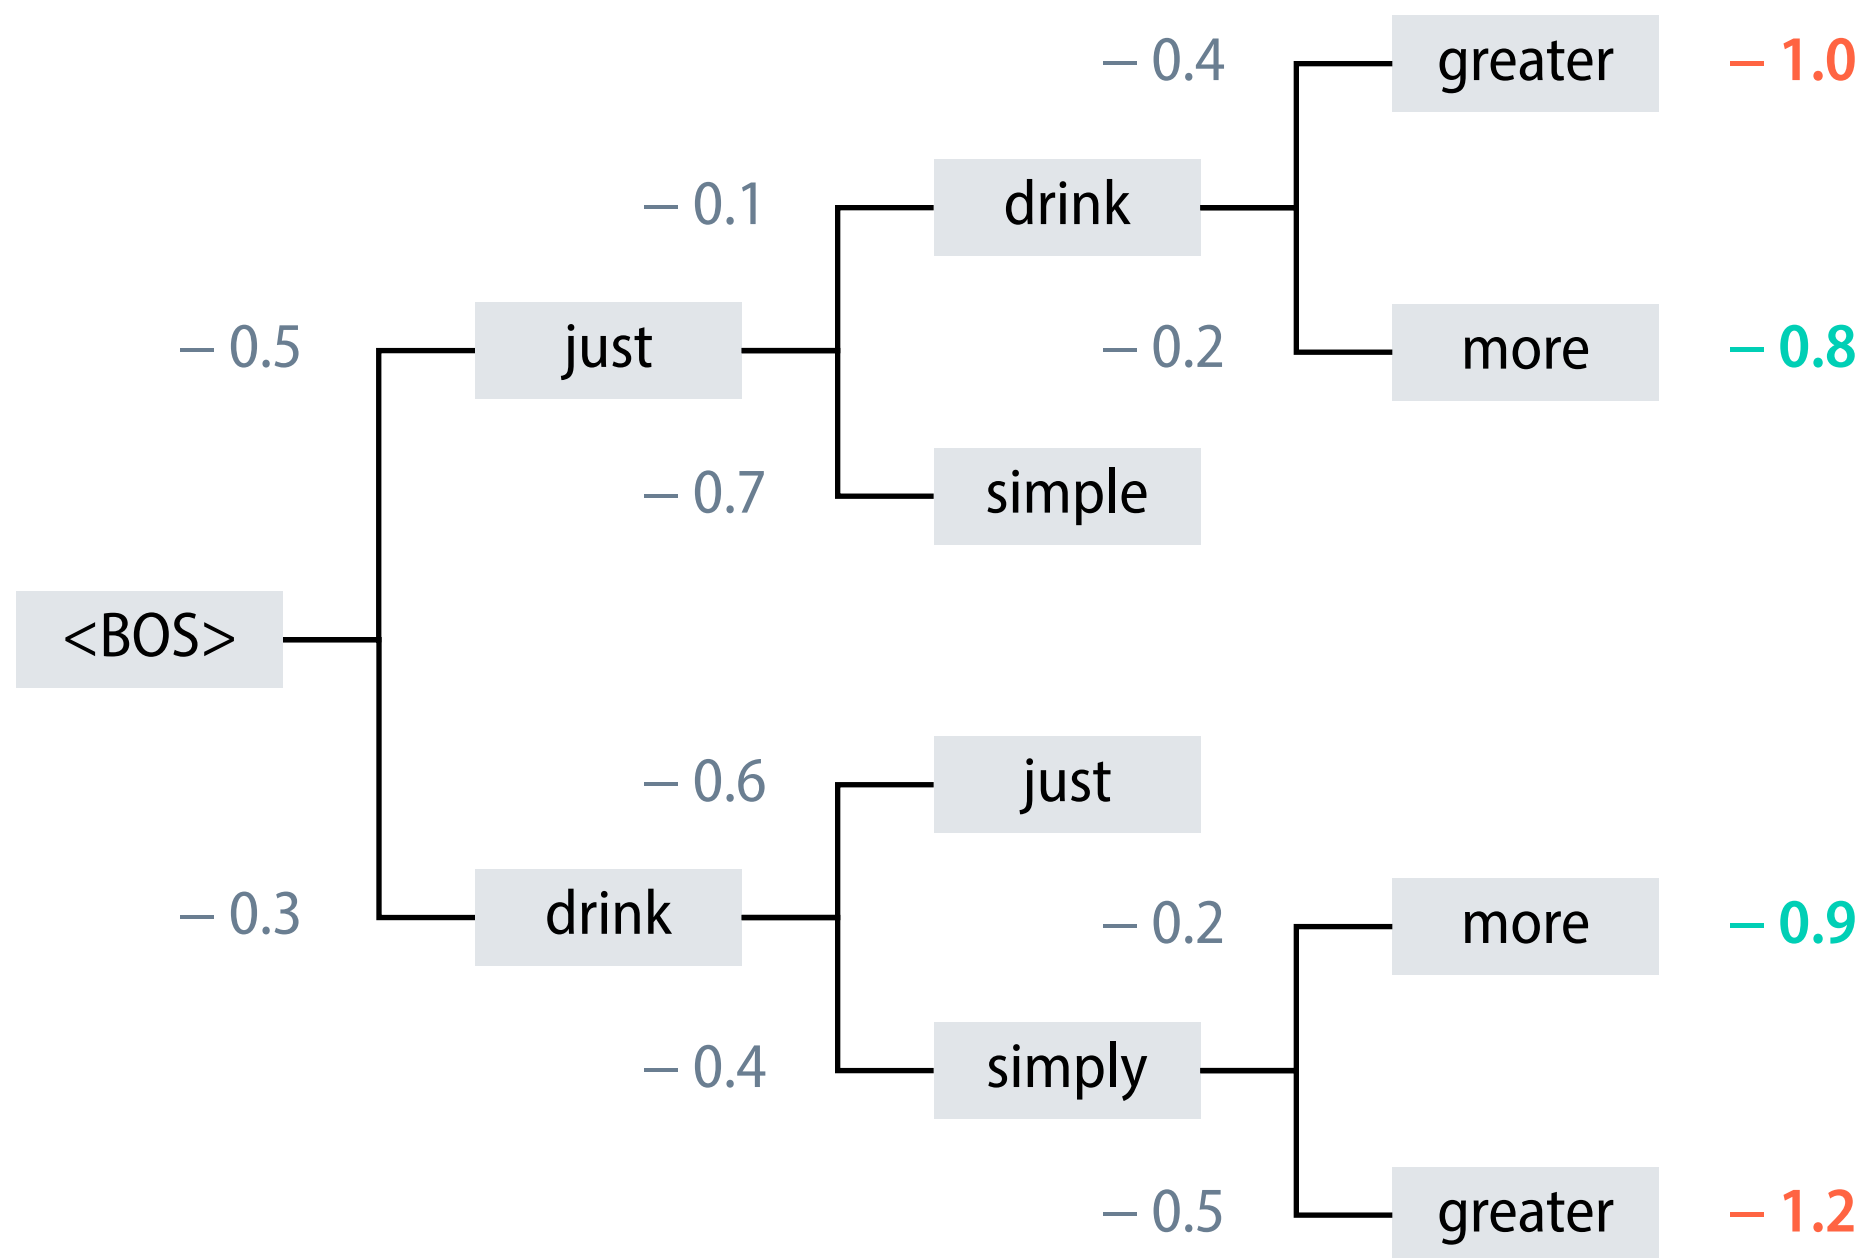 – 0.4 greater – 1.0
– 0.1 drink
– 0.5 just – 0.2 more – 0.8
– 0.7 simple
<BOS>
– 0.6 just
– 0.3 drink – 0.2 more – 0.9
– 0.4 simply
– 0.5 greater – 1.2